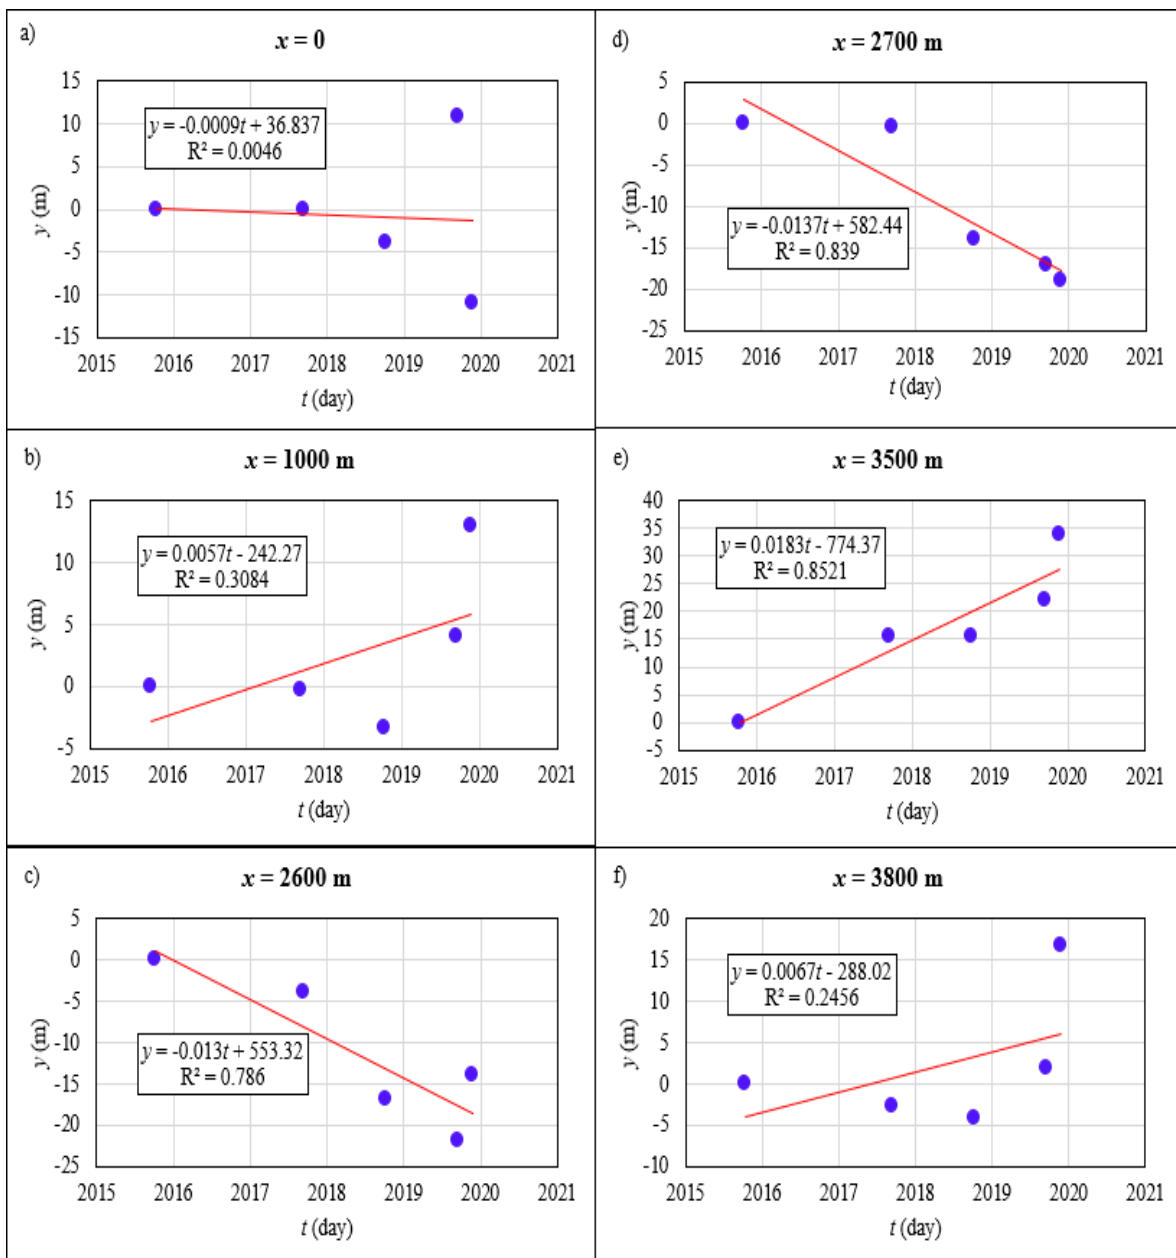 a)
x = 0
15
10
5
0
-5
-10
-15
y (m)
y = -0.0009t + 36.837
R² = 0.0046
2015 2016 2017 2018 2019 2020 2021
t (day)
b)
x = 1000 m
15
10
5
0
-5
y (m)
y = 0.0057t - 242.27
R² = 0.3084
2015 2016 2017 2018 2019 2020 2021
t (day)
c)
x = 2600 m
5
0
-5
-10
-15
-20
-25
y (m)
y = -0.013t + 553.32
R² = 0.786
2015 2016 2017 2018 2019 2020 2021
t (day)
d)
x = 2700 m
5
0
-5
-10
-15
-20
-25
y (m)
y = -0.0137t + 582.44
R² = 0.839
2015 2016 2017 2018 2019 2020 2021
t (day)
e)
x = 3500 m
40
35
30
25
20
15
10
5
0
-5
y (m)
y = 0.0183t - 774.37
R² = 0.8521
2015 2016 2017 2018 2019 2020 2021
t (day)
f)
x = 3800 m
20
15
10
5
0
-5
-10
y (m)
y = 0.0067t - 288.02
R² = 0.2456
2015 2016 2017 2018 2019 2020 2021
t (day)